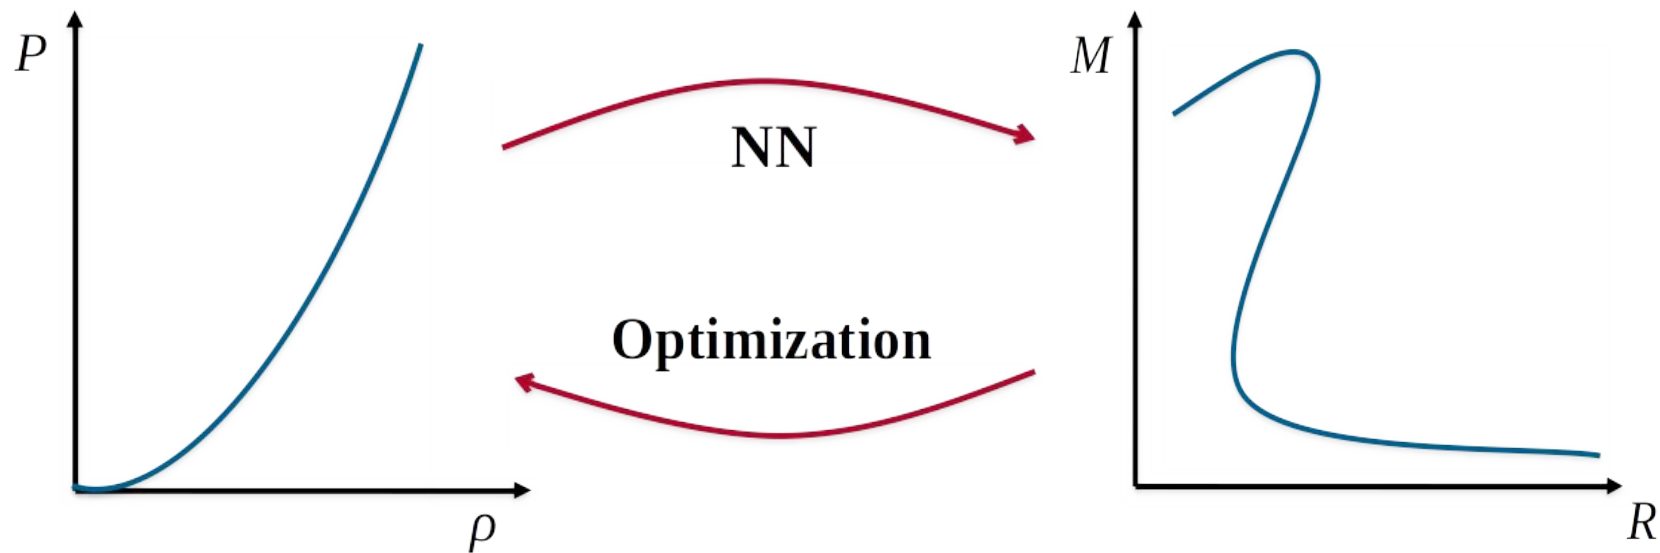 P
M
NN
Optimization
ρ
R